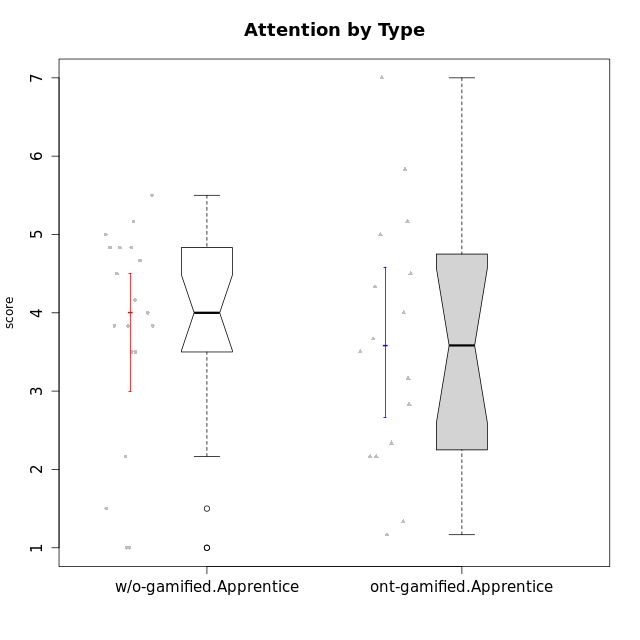 Attention by Type
7
6
5
4
3
2
1
score
w/o-gamified.Apprentice
ont-gamified.Apprentice